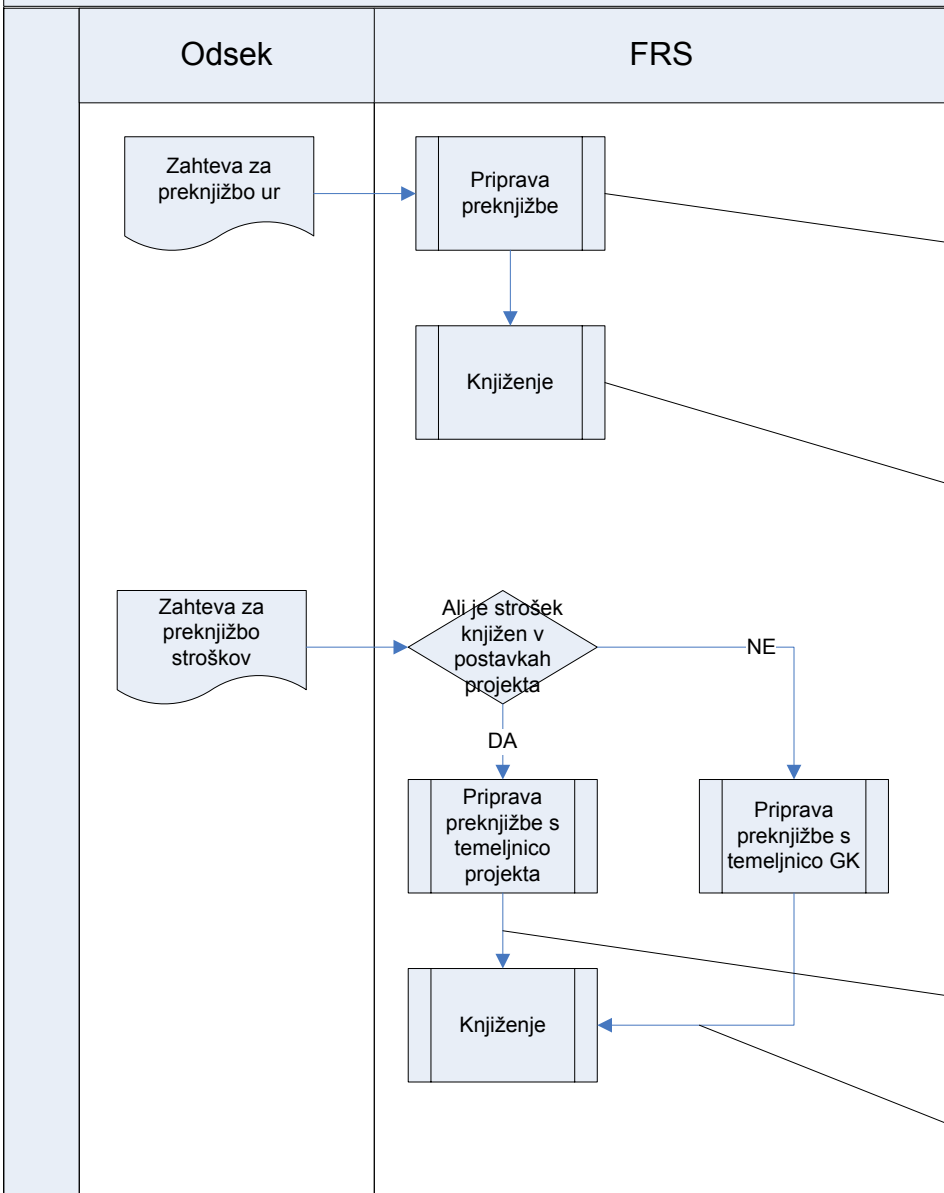 Odsek
FRS
Zahteva za
preknjižbo ur
Priprava
preknjižbe
Knjiženje
Zahteva za
preknjižbo
stroškov
Ali je strošek
knjižen v
postavkah
projekta
NE
DA
Priprava
preknjižbe s
temeljnico
projekta
Priprava
preknjižbe s
temeljnico GK
Knjiženje